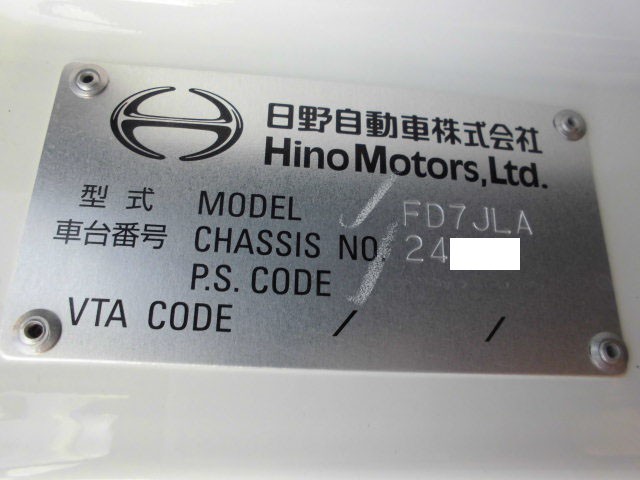 日野自動車株式会社
Hino Motors, Ltd.
型式 MODEL FD7JLA
車台番号 CHASSIS NO. 24
P.S. CODE
VTA CODE / /